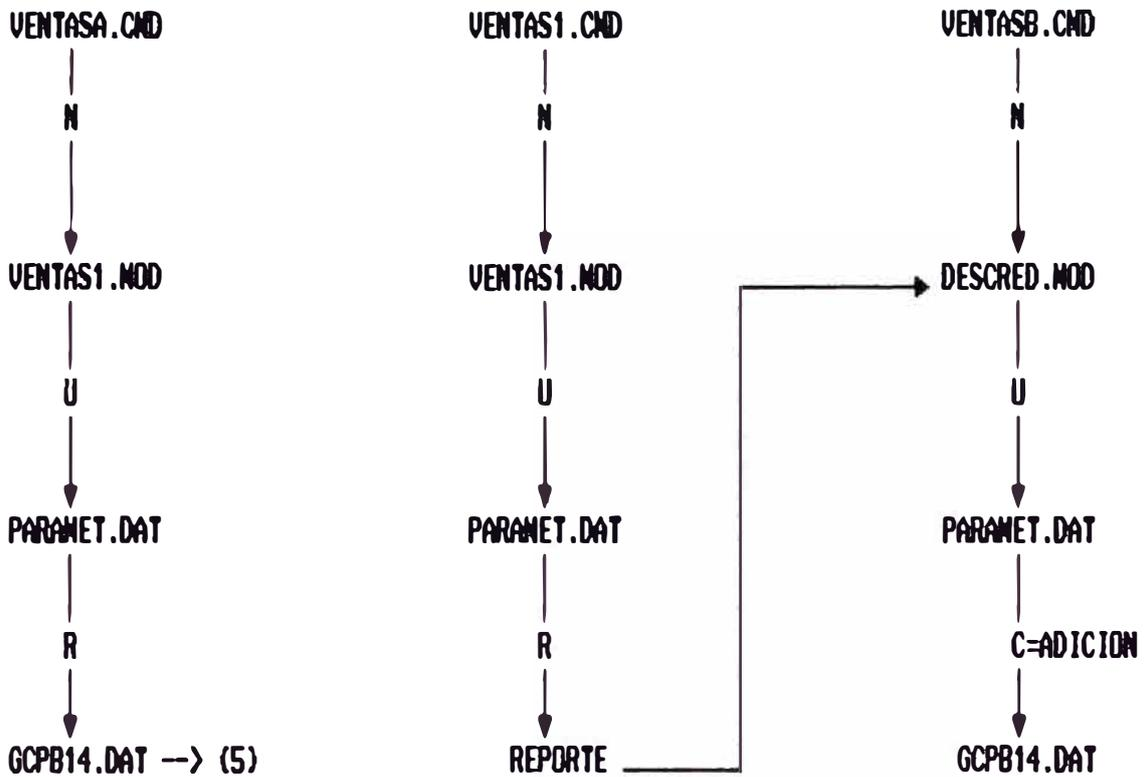 VENTASA.CMD VENTAS1.CMD VENTASB.CMD
N N N
VENTAS1.MOD VENTAS1.MOD DESCRED.MOD
U U U
PARAMET.DAT PARAMET.DAT PARAMET.DAT
R R C=ADICION
GCPB14.DAT --> (5) REPORTE GCPB14.DAT